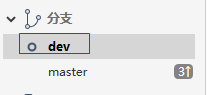 分支
dev
master 3↑